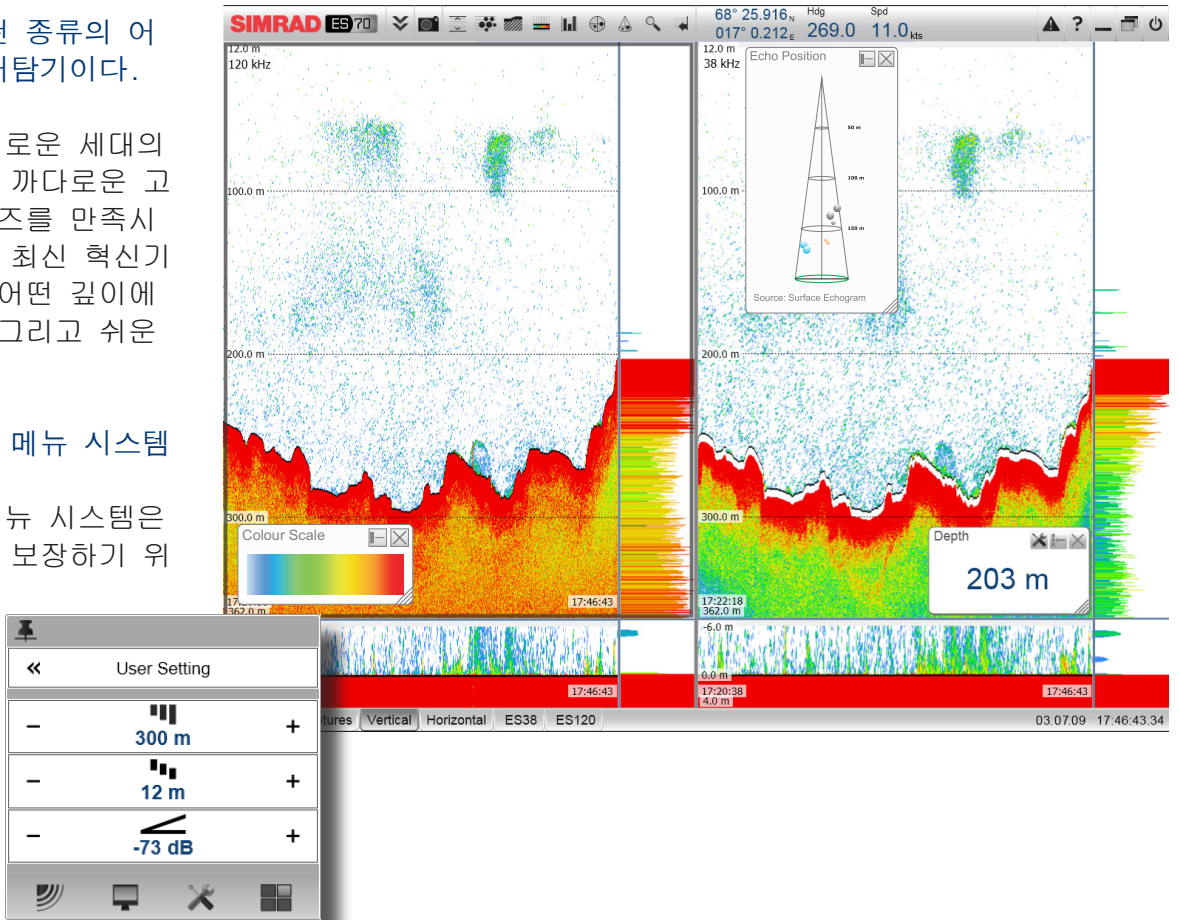 종류의 어
탐기이다.
로운 세대의
까다로운 고
즈를 만족시
최신 혁신기
어떤 깊이에
그리고 쉬운
메뉴 시스템
뉴 시스템은
보장하기 위
SIMRAD ES70
68° 25.916 N
017° 0.212 E
Hdg
269.0
Spd
11.0 kts
?
12.0 m
120 kHz
100.0 m
200.0 m
300.0 m
Colour Scale
362.0 m
17:46:43
12.0 m
38 kHz
Echo Position
50 m
100 m
150 m
Source: Surface Echogram
100.0 m
200.0 m
300.0 m
Depth
203 m
17:22:18
362.0 m
17:46:43
-6.0 m
0.0 m
17:20:38
4.0 m
17:46:43
Vertical
Horizontal
ES38
ES120
03.07.09 17:46:43.34
«
User Setting
− 300 m +
− 12 m +
− -73 dB +